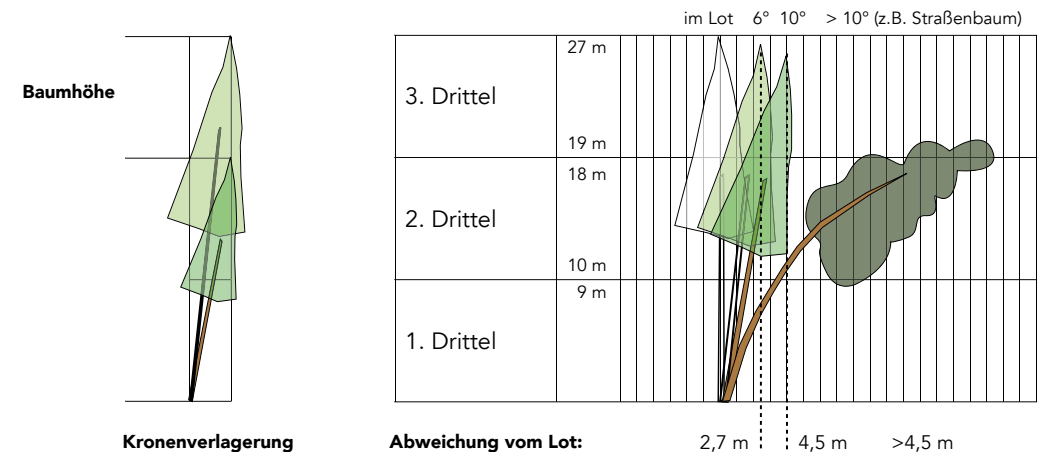 im Lot 6° 10° > 10° (z.B. Straßenbaum)
27 m
Baumhöhe
3. Drittel
19 m
18 m
2. Drittel
10 m
9 m
1. Drittel
Kronenverlagerung
Abweichung vom Lot: 2,7 m 4,5 m >4,5 m